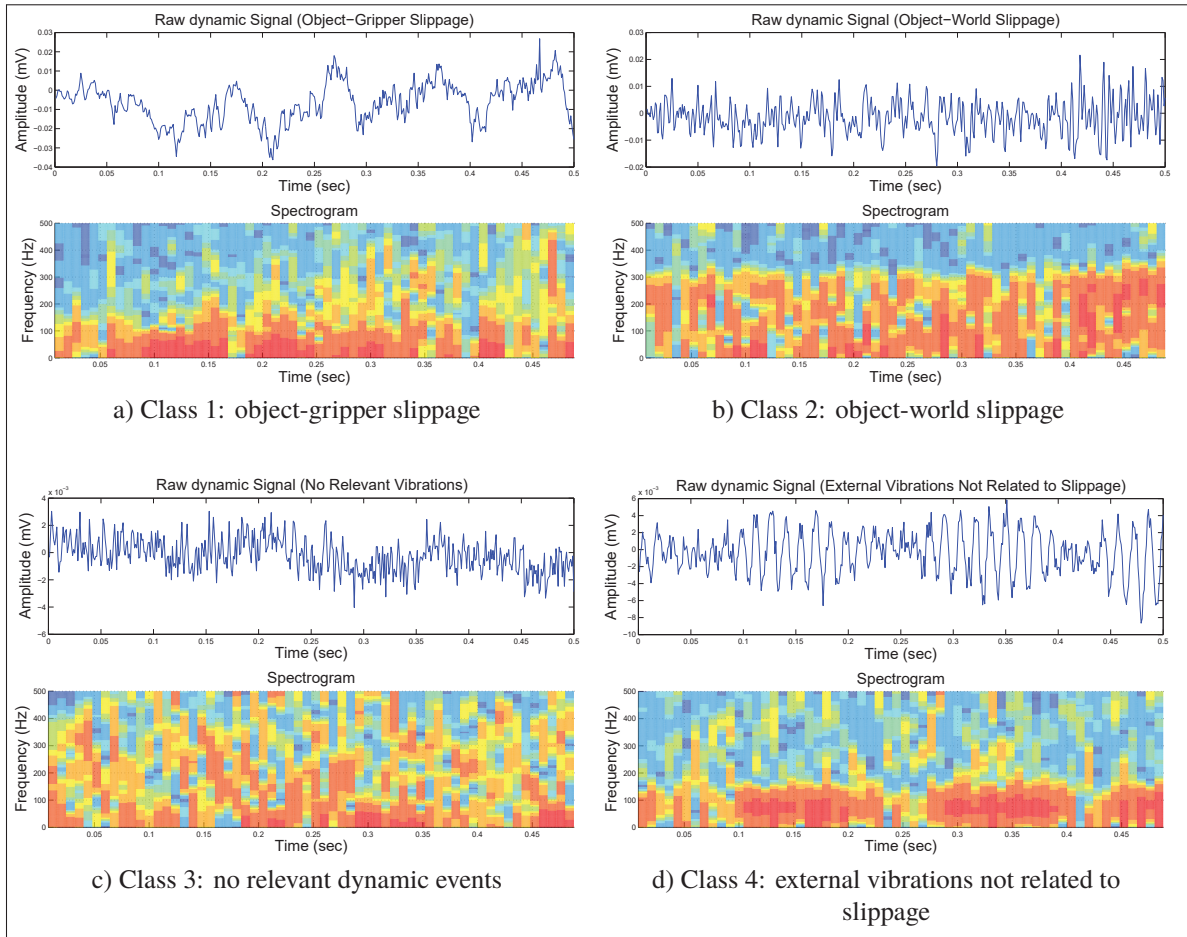 Raw dynamic Signal (Object-Gripper Slippage)
Amplitude (mV)
0.03
0.02
0.01
0
−0.01
−0.02
−0.03
−0.04
0 0.05 0.1 0.15 0.2 0.25 0.3 0.35 0.4 0.45 0.5
Time (sec)
Spectrogram
Frequency (Hz)
500
400
300
200
100
0
0.05 0.1 0.15 0.2 0.25 0.3 0.35 0.4 0.45
Time (sec)
a) Class 1: object-gripper slippage
Raw dynamic Signal (Object-World Slippage)
Amplitude (mV)
0.03
0.02
0.01
0
−0.01
−0.02
0 0.05 0.1 0.15 0.2 0.25 0.3 0.35 0.4 0.45 0.5
Time (sec)
Spectrogram
Frequency (Hz)
500
400
300
200
100
0
0.05 0.1 0.15 0.2 0.25 0.3 0.35 0.4 0.45
Time (sec)
b) Class 2: object-world slippage
Raw dynamic Signal (No Relevant Vibrations)
x 10⁻³
Amplitude (mV)
4
2
0
−2
−4
−6
0 0.05 0.1 0.15 0.2 0.25 0.3 0.35 0.4 0.45 0.5
Time (sec)
Spectrogram
Frequency (Hz)
500
400
300
200
100
0
0.05 0.1 0.15 0.2 0.25 0.3 0.35 0.4 0.45
Time (sec)
c) Class 3: no relevant dynamic events
Raw dynamic Signal (External Vibrations Not Related to Slippage)
x 10⁻³
Amplitude (mV)
6
4
2
0
−2
−4
−6
−8
−10
0 0.05 0.1 0.15 0.2 0.25 0.3 0.35 0.4 0.45 0.5
Time (sec)
Spectrogram
Frequency (Hz)
500
400
300
200
100
0
0.05 0.1 0.15 0.2 0.25 0.3 0.35 0.4 0.45
Time (sec)
d) Class 4: external vibrations not related to
slippage